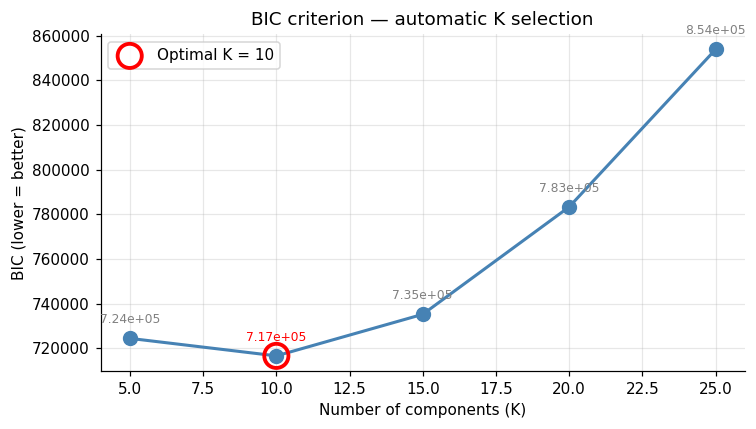 BIC criterion — automatic K selection
Optimal K = 10
BIC (lower = better)
860000
840000
820000
800000
780000
760000
740000
720000
7.24e+05
7.17e+05
7.35e+05
7.83e+05
8.54e+05
5.0
7.5
10.0
12.5
15.0
17.5
20.0
22.5
25.0
Number of components (K)